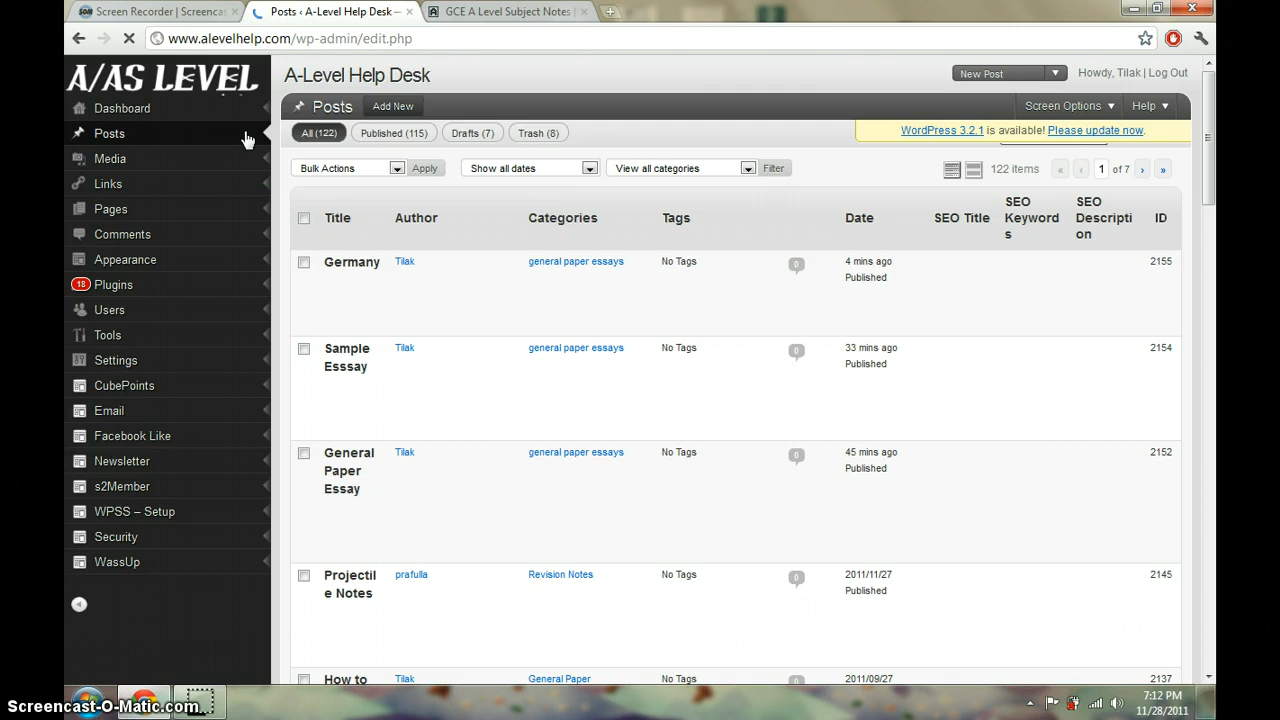 Screen Recorder | Screencas
Posts ‹ A-Level Help Desk —
GCE A Level Subject Notes |
www.alevelhelp.com/wp-admin/edit.php
A/AS LEVEL
A-Level Help Desk
New Post
Howdy, Tilak | Log Out
Dashboard
Posts
Media
Links
Pages
Comments
Appearance
18 Plugins
Users
Tools
Settings
CubePoints
Email
Facebook Like
Newsletter
s2Member
WPSS – Setup
Security
WassUp
Posts
Add New
Screen Options
Help
All (122)
Published (115)
Drafts (7)
Trash (8)
WordPress 3.2.1 is available! Please update now.
Bulk Actions
Apply
Show all dates
View all categories
Filter
122 items
« ‹ 1 of 7 › »
Title
Author
Categories
Tags
Date
SEO Title
SEO
Keyword
s
SEO
Descripti
on
ID
Germany
Tilak
general paper essays
No Tags
0
4 mins ago
Published
2155
Sample
Esssay
Tilak
general paper essays
No Tags
0
33 mins ago
Published
2154
General
Paper
Essay
Tilak
general paper essays
No Tags
0
45 mins ago
Published
2152
Projectil
e Notes
prafulla
Revision Notes
No Tags
0
2011/11/27
Published
2145
How to
Tilak
General Paper
No Tags
0
2011/09/27
2137
Screencast-O-Matic.com
7:12 PM
11/28/2011